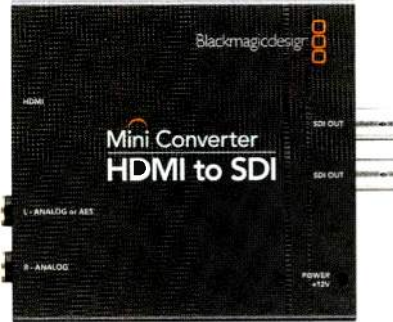 Blackmagicdesign
HDMI
SDI OUT
Mini Converter
HDMI to SDI
SDI OUT
L - ANALOG or AES
R - ANALOG
POWER
+12V